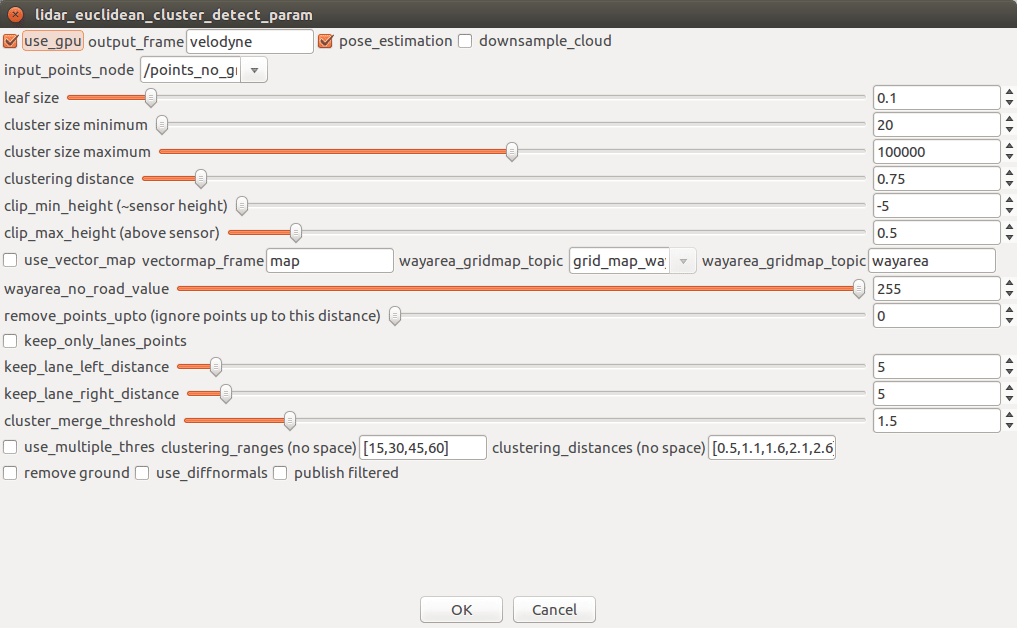 lidar_euclidean_cluster_detect_param
use_gpu output_frame velodyne pose_estimation downsample_cloud
input_points_node /points_no_gr
leaf size 0.1
cluster size minimum 20
cluster size maximum 100000
clustering distance 0.75
clip_min_height (~sensor height) -5
clip_max_height (above sensor) 0.5
use_vector_map vectormap_frame map wayarea_gridmap_topic grid_map_way wayarea_gridmap_topic wayarea
wayarea_no_road_value 255
remove_points_upto (ignore points up to this distance) 0
keep_only_lanes_points
keep_lane_left_distance 5
keep_lane_right_distance 5
cluster_merge_threshold 1.5
use_multiple_thres clustering_ranges (no space) [15,30,45,60] clustering_distances (no space) [0.5,1.1,1.6,2.1,2.6]
remove ground use_diffnormals publish filtered
OK Cancel